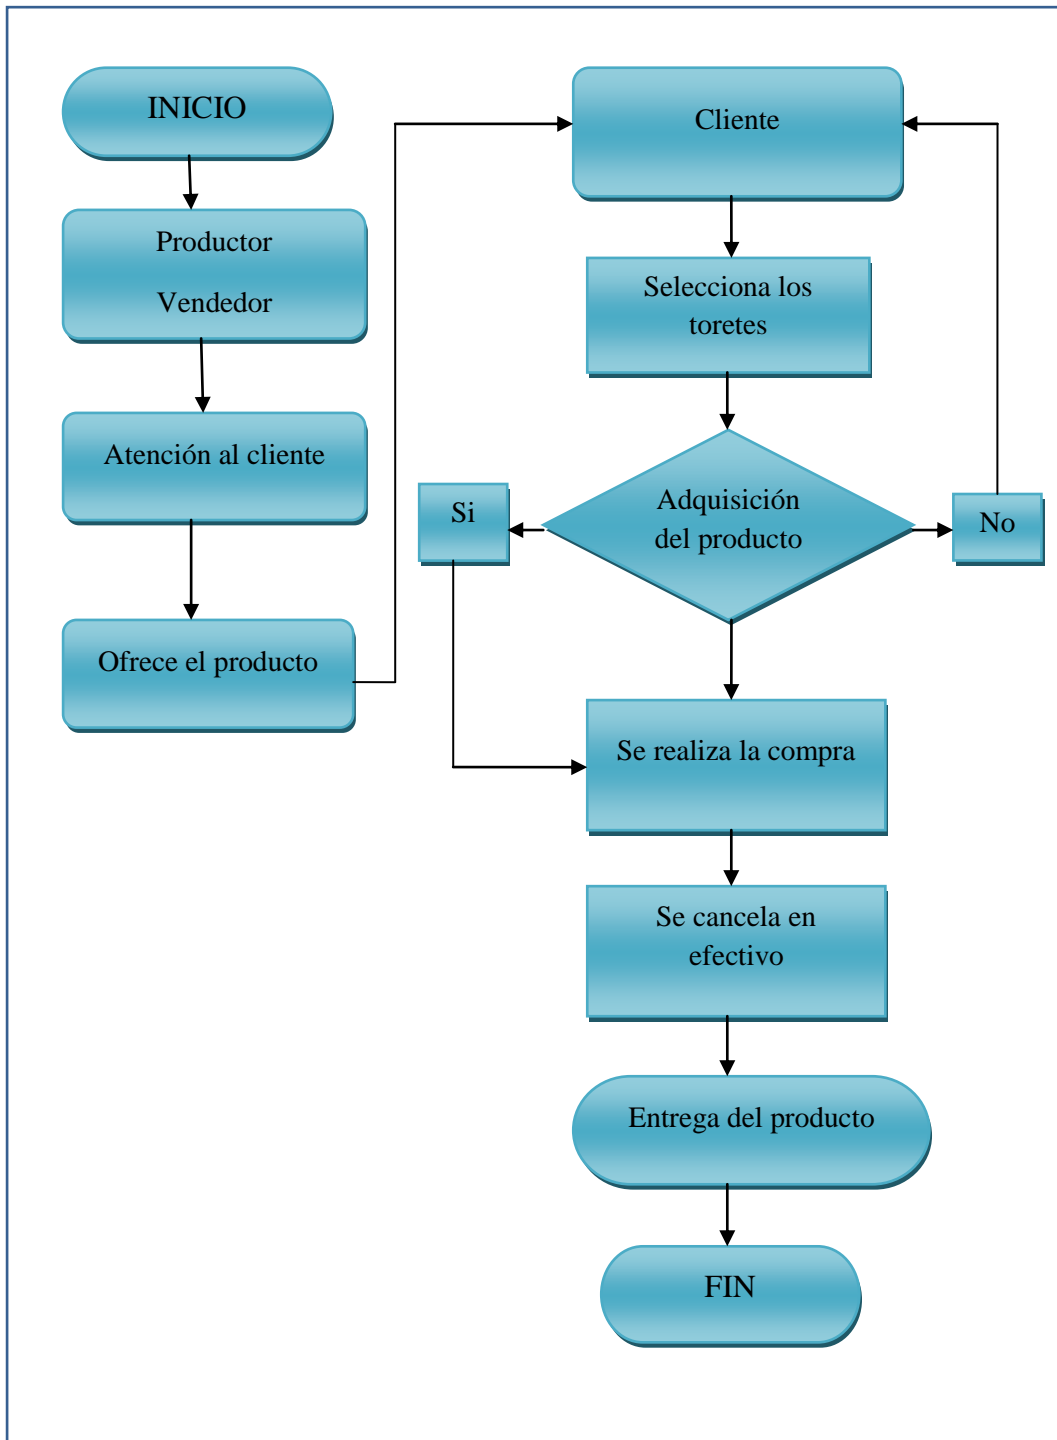 INICIO
Productor
Vendedor
Atención al cliente
Ofrece el producto
Cliente
Selecciona los
toretes
Adquisición
del producto
Si
No
Se realiza la compra
Se cancela en
efectivo
Entrega del producto
FIN